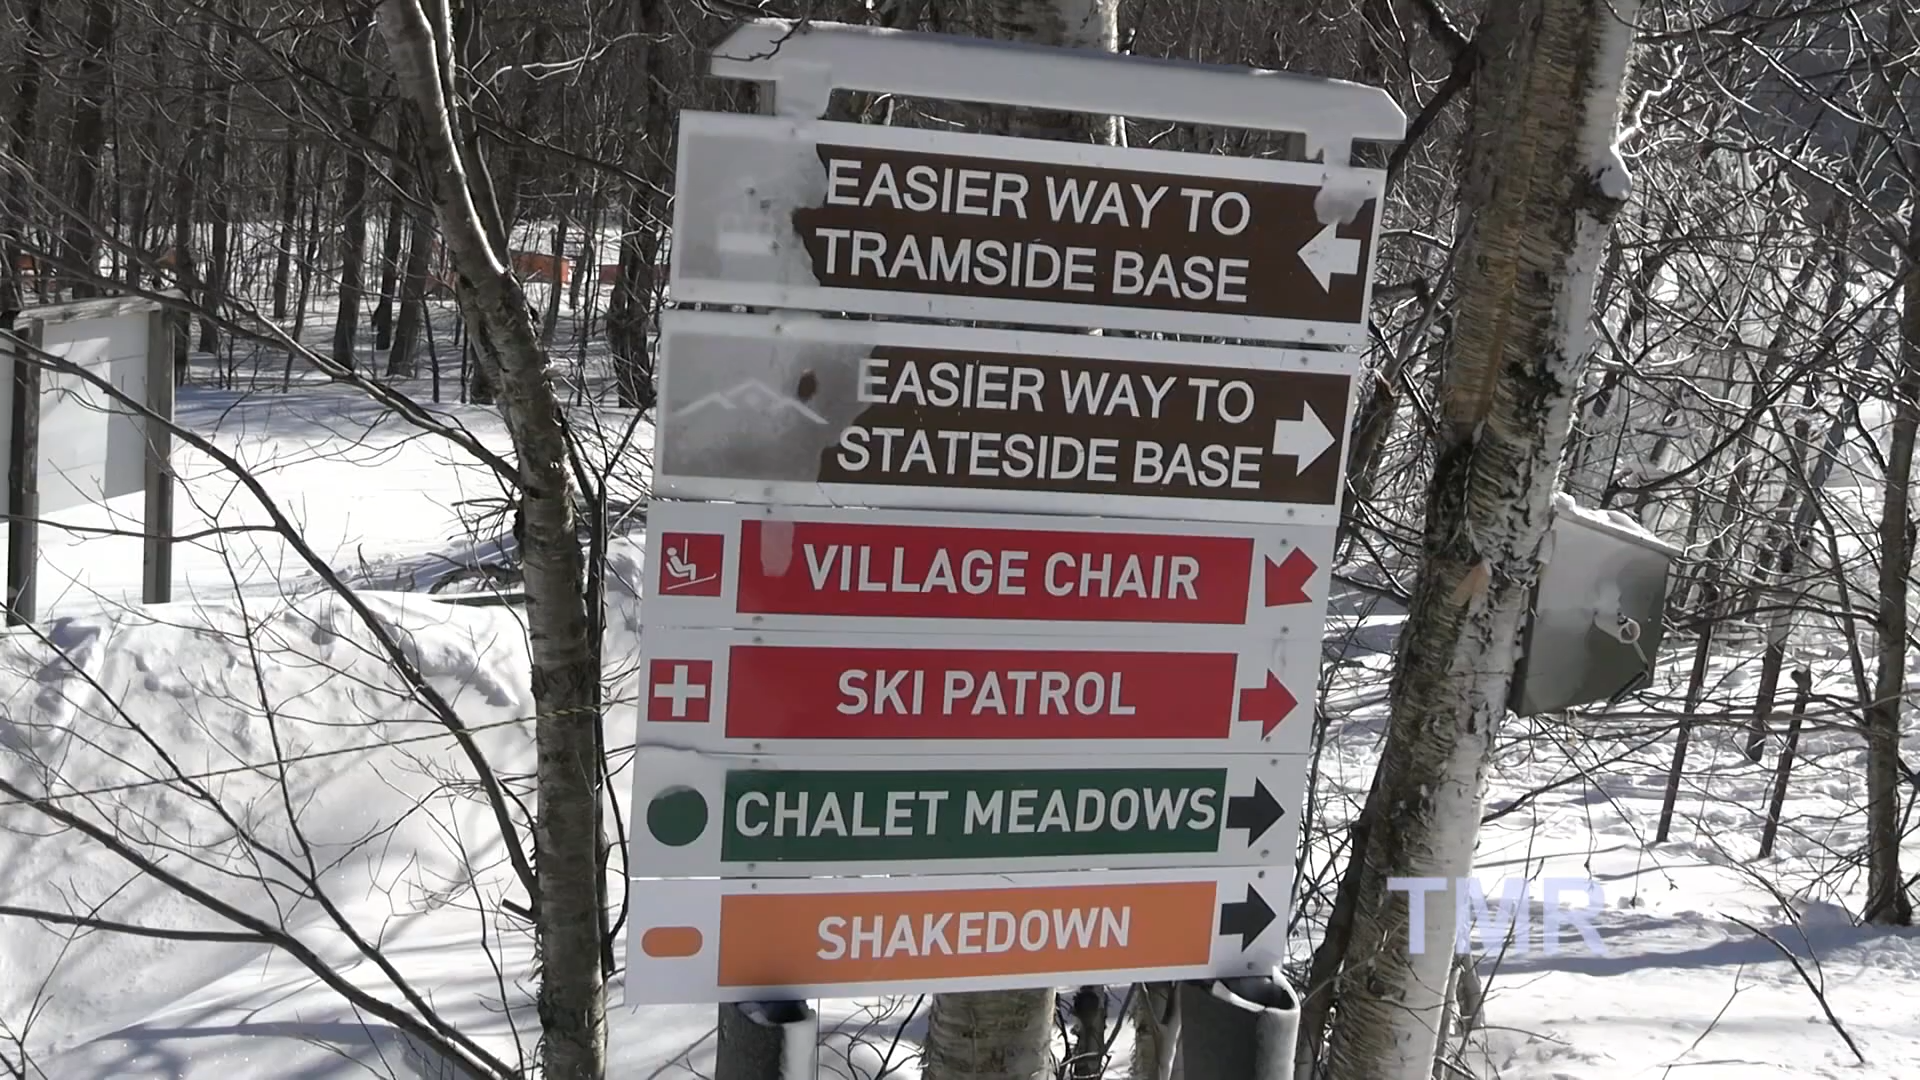 EASIER WAY TO
TRAMSIDE BASE
EASIER WAY TO
STATESIDE BASE
VILLAGE CHAIR
SKI PATROL
CHALET MEADOWS
SHAKEDOWN
TMR